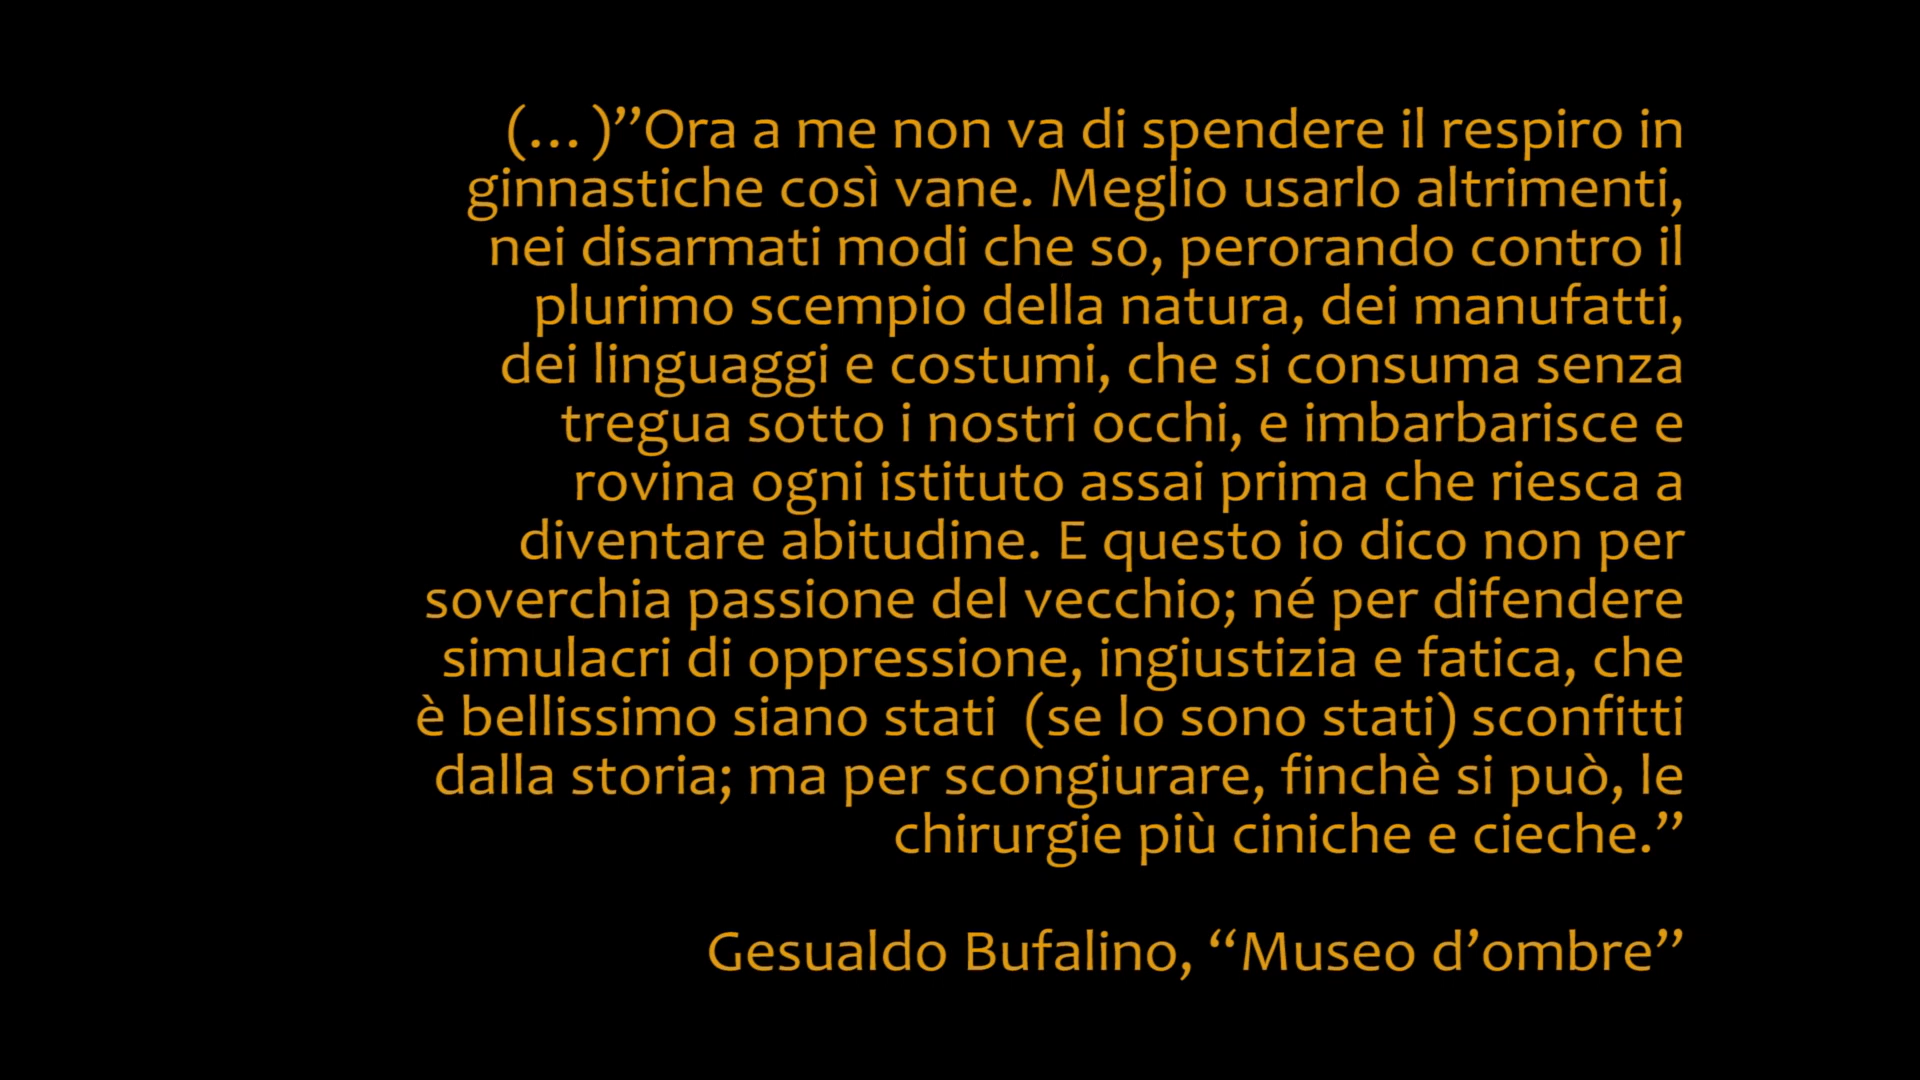 (…)”Ora a me non va di spendere il respiro in
ginnastiche così vane. Meglio usarlo altrimenti,
nei disarmati modi che so, perorando contro il
plurimo scempio della natura, dei manufatti,
dei linguaggi e costumi, che si consuma senza
tregua sotto i nostri occhi, e imbarbarisce e
rovina ogni istituto assai prima che riesca a
diventare abitudine. E questo io dico non per
soverchia passione del vecchio; né per difendere
simulacri di oppressione, ingiustizia e fatica, che
è bellissimo siano stati  (se lo sono stati) sconfitti
dalla storia; ma per scongiurare, finchè si può, le
chirurgie più ciniche e cieche.”
Gesualdo Bufalino, “Museo d’ombre”